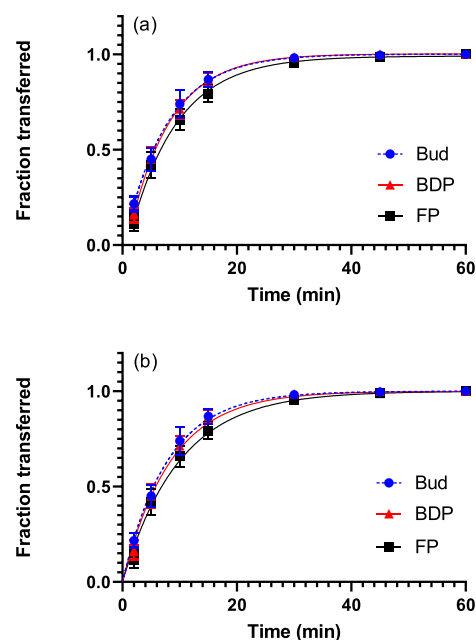 (a)
Fraction transferred
1.0
0.5
0.0
Bud
BDP
FP
0 20 40 60
Time (min)
(b)
Fraction transferred
1.0
0.5
0.0
Bud
BDP
FP
0 20 40 60
Time (min)